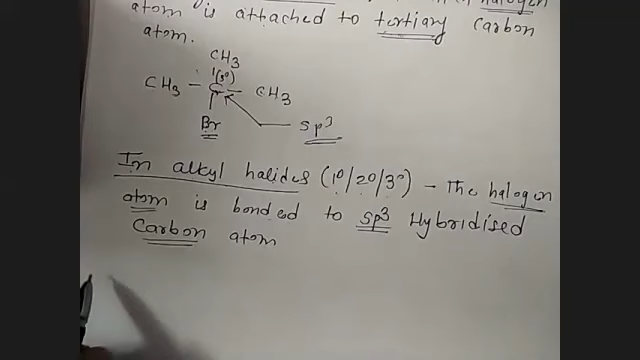 halogen
atom is attached to tertiary carbon
atom.
CH3
CH3 - C(3°) - CH3
Br
sp3
In alkyl halides (1°/2°/3°) - The halogen
atom is bonded to sp3 Hybridised
Carbon atom